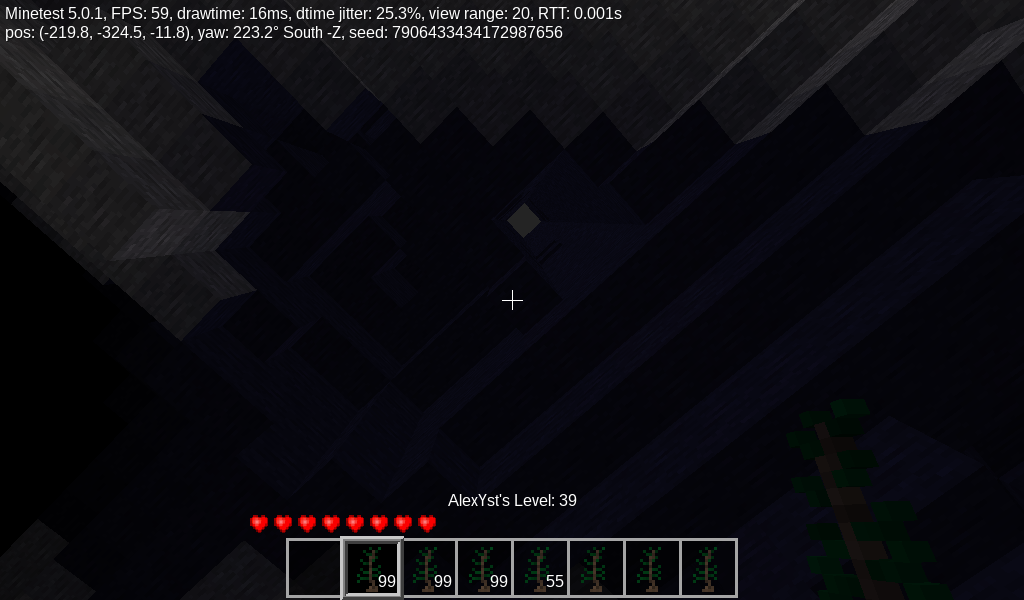 Minetest 5.0.1, FPS: 59, drawtime: 16ms, dtime jitter: 25.3%, view range: 20, RTT: 0.001s
pos: (-219.8, -324.5, -11.8), yaw: 223.2° South -Z, seed: 7906433434172987656
AlexYst's Level: 39
99 99 99 55